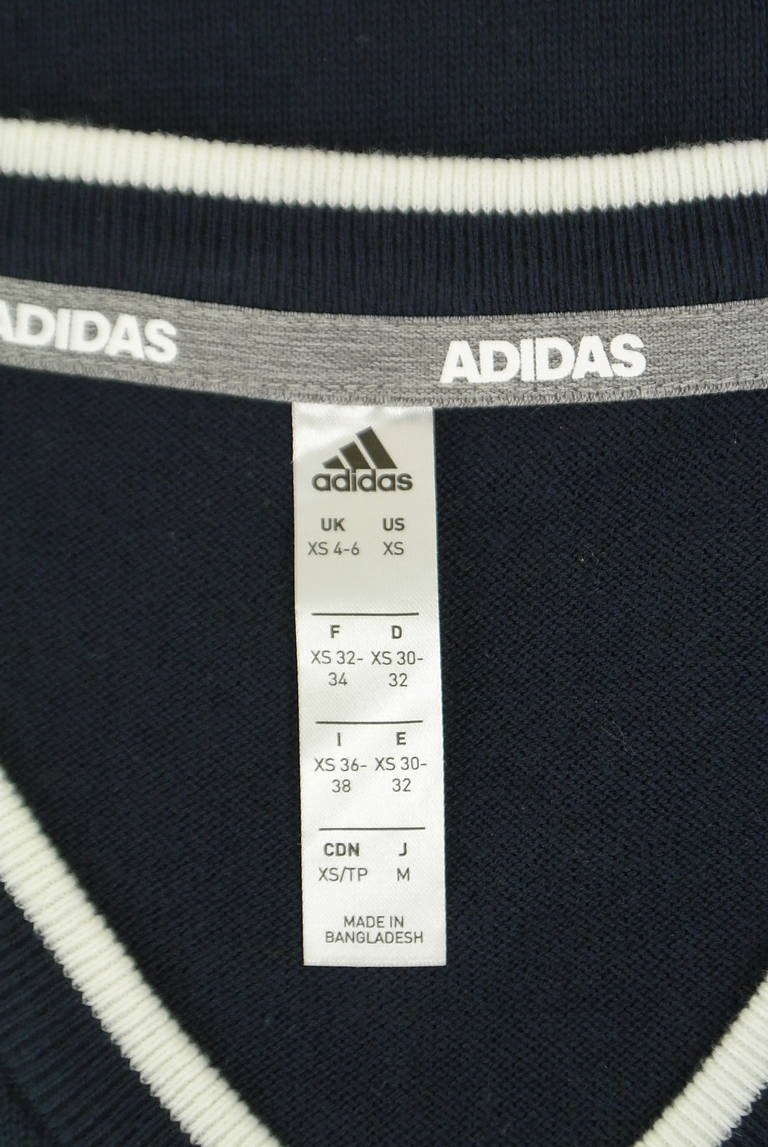 ADIDAS ADIDAS
adidas
UK US
XS 4-6 XS
F D
XS 32- XS 30-
34 32
I E
XS 36- XS 30-
38 32
CDN J
XS/TP M
MADE IN
BANGLADESH